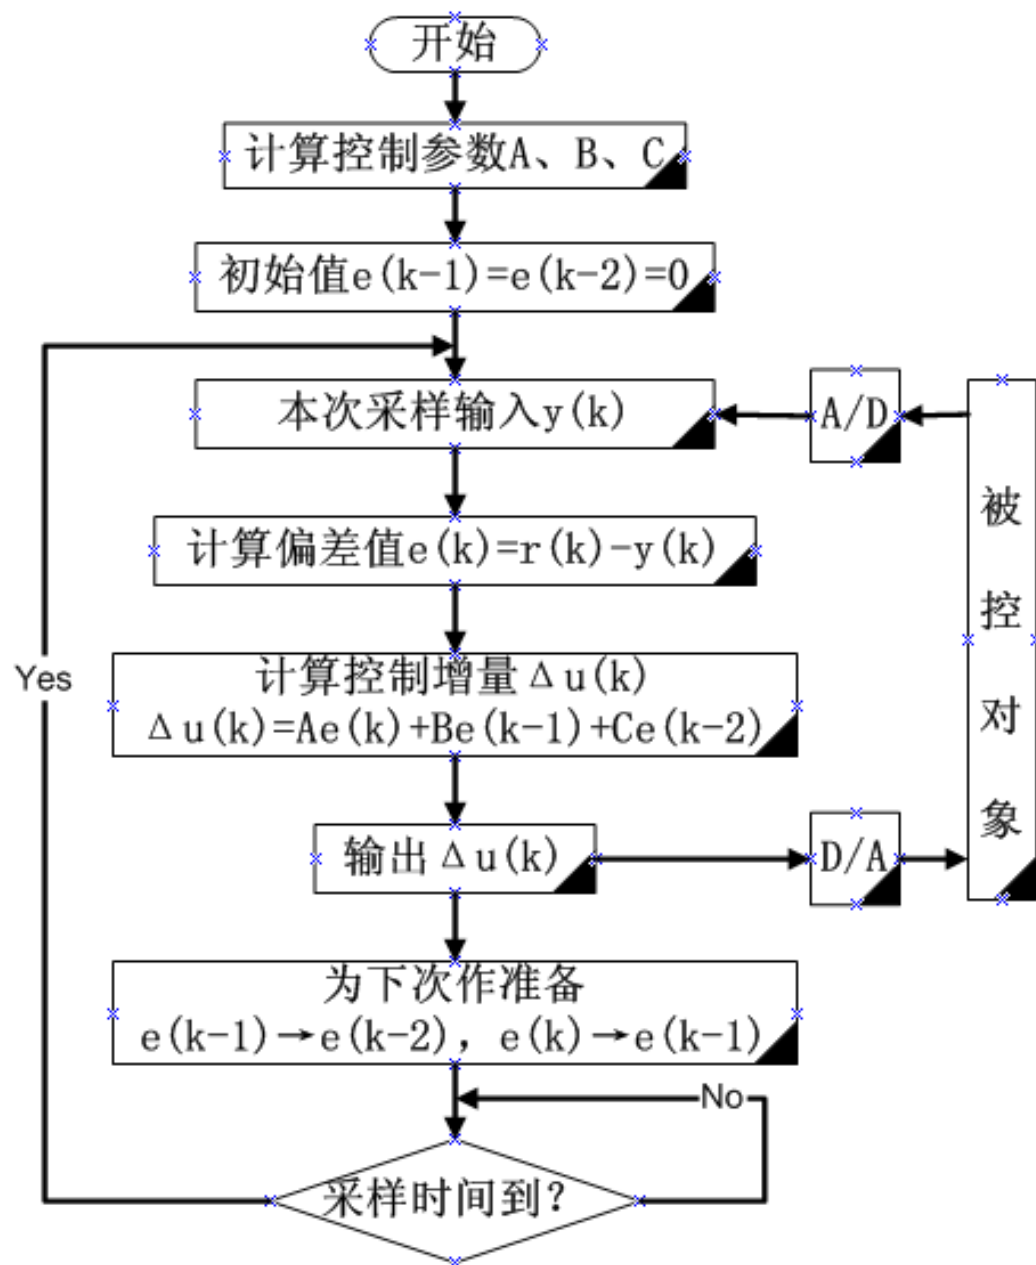 开始
计算控制参数A、B、C
初始值e(k-1)=e(k-2)=0
本次采样输入y(k)
A/D
被控对象
计算偏差值e(k)=r(k)-y(k)
Yes
计算控制增量Δu(k)
Δu(k)=Ae(k)+Be(k-1)+Ce(k-2)
输出Δu(k)
D/A
为下次作准备
e(k-1)→e(k-2)，e(k)→e(k-1)
No
采样时间到？